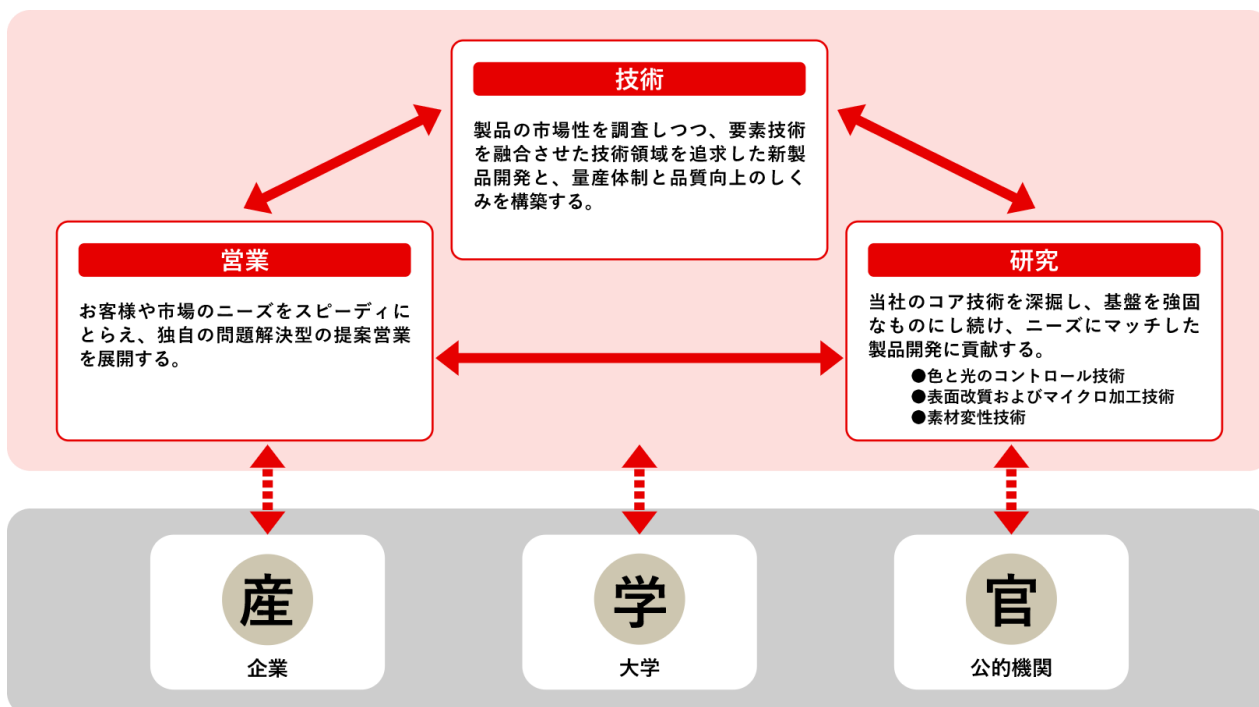 技術
製品の市場性を調査しつつ、要素技術
を融合させた技術領域を追求した新製
品開発と、量産体制と品質向上のしく
みを構築する。
営業
お客様や市場のニーズをスピーディに
とらえ、独自の問題解決型の提案営業
を展開する。
研究
当社のコア技術を深掘し、基盤を強固
なものにし続け、ニーズにマッチした
製品開発に貢献する。
●色と光のコントロール技術
●表面改質およびマイクロ加工技術
●素材変性技術
産
企業
学
大学
官
公的機関